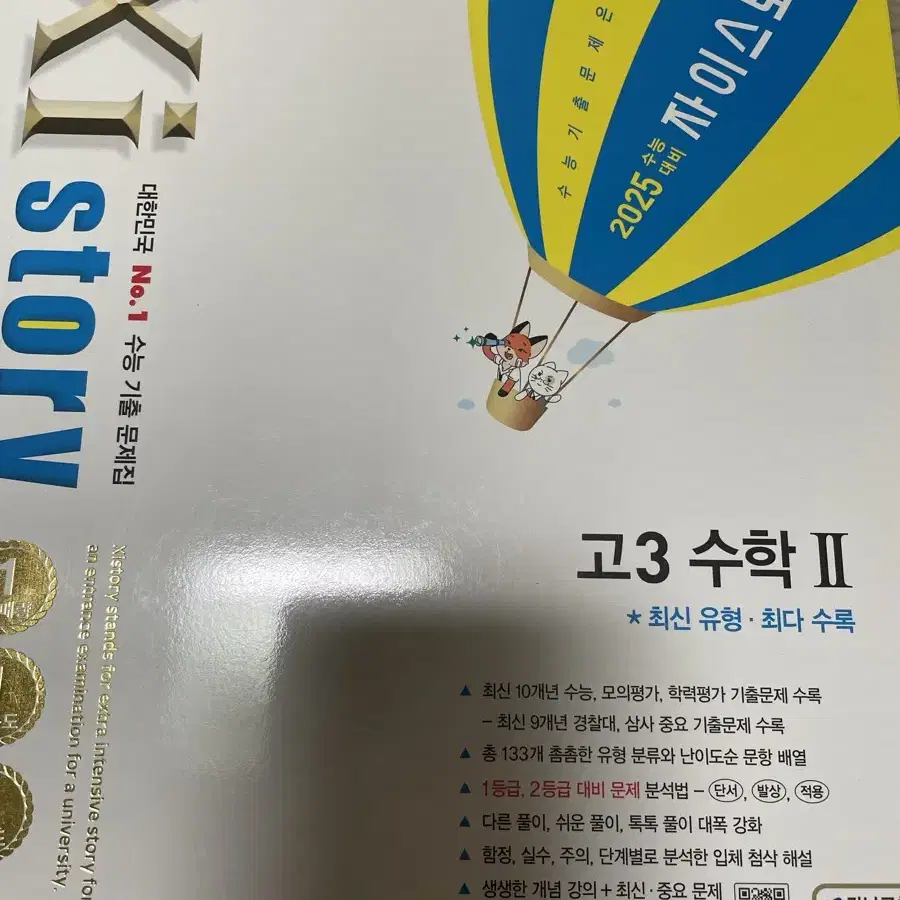 Xi
story
대한민국 No.1 수능 기출 문제집
Xistory stands for extra intensive story for
an entrance examination for a university.
수능 기출 문제 은
2025 수능 대비
자이스토
고3 수학 Ⅱ
* 최신 유형 · 최다 수록
▲ 최신 10개년 수능, 모의평가, 학력평가 기출문제 수록
– 최신 9개년 경찰대, 삼사 중요 기출문제 수록
▲ 총 133개 촘촘한 유형 분류와 난이도순 문항 배열
▲ 1등급, 2등급 대비 문제 분석법 – 단서, 발상, 적용
▲ 다른 풀이, 쉬운 풀이, 톡톡 풀이 대폭 강화
▲ 함정, 실수, 주의, 단계별로 분석한 입체 첨삭 해설
▲ 생생한 개념 강의 + 최신 · 중요 문제